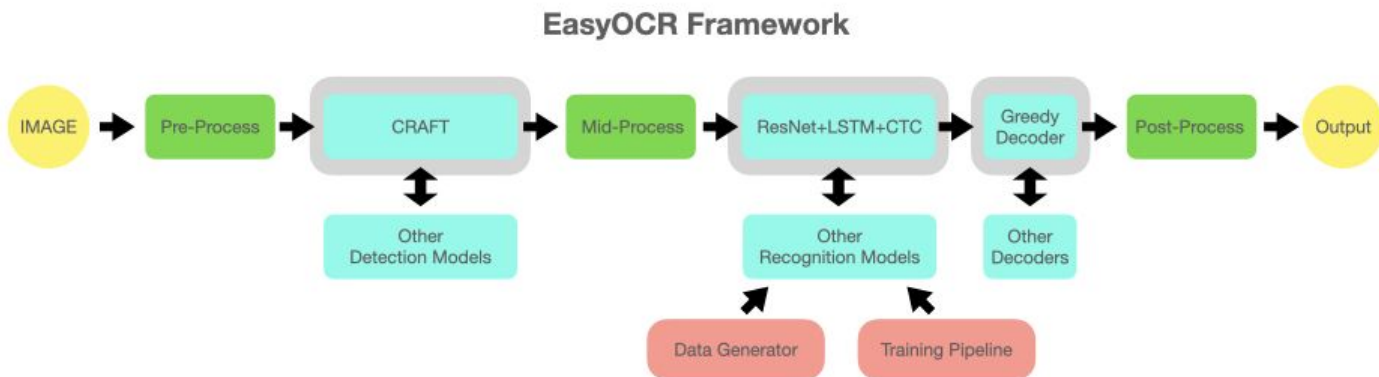 EasyOCR Framework
IMAGE
Pre-Process
CRAFT
Mid-Process
ResNet+LSTM+CTC
Greedy
Decoder
Post-Process
Output
Other
Detection Models
Other
Recognition Models
Other
Decoders
Data Generator
Training Pipeline